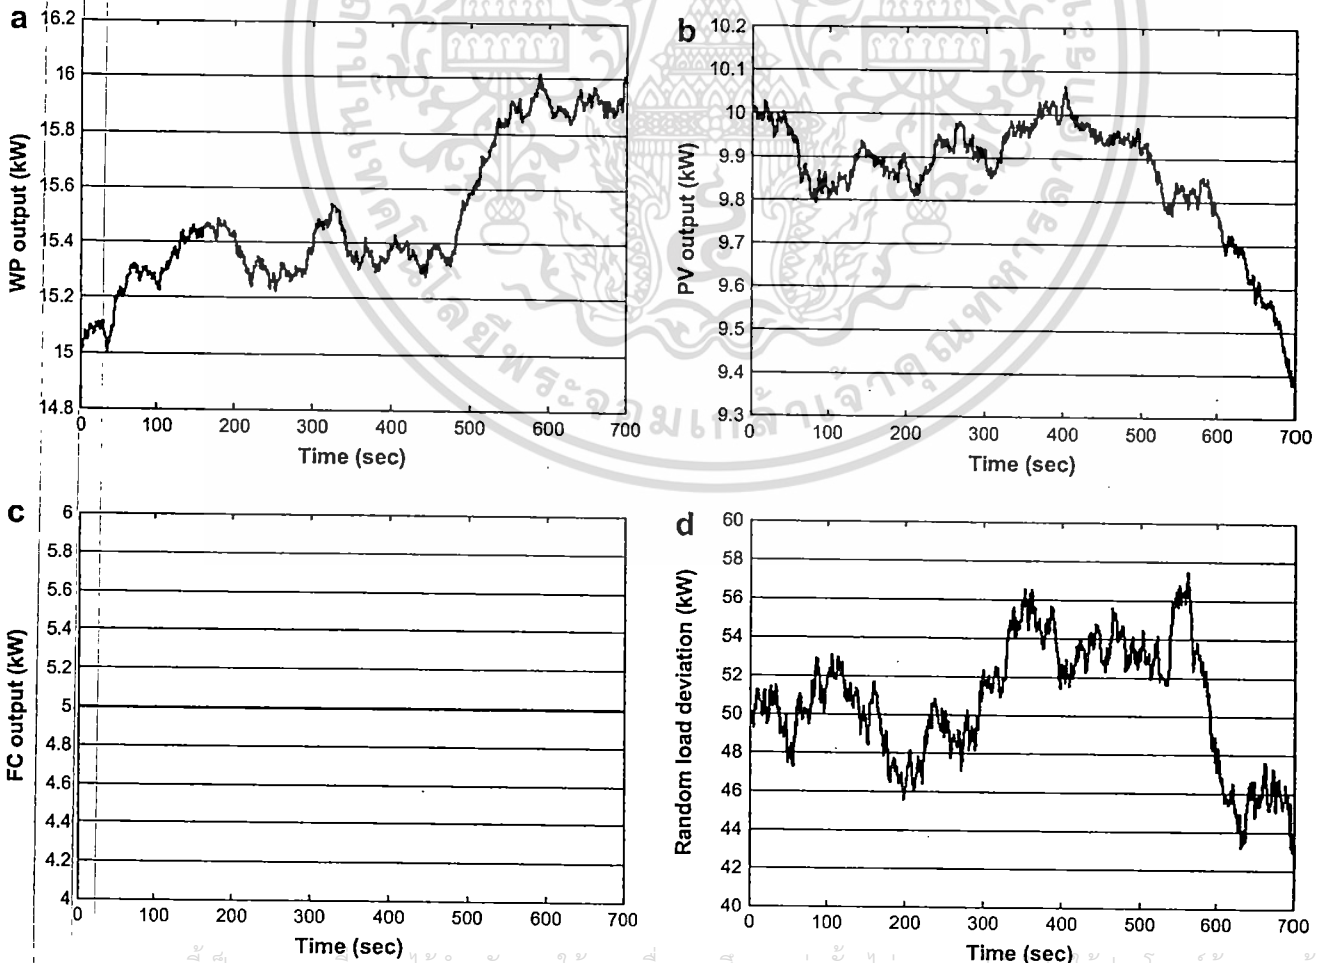 a
16.2
16
15.8
15.6
15.4
15.2
15
14.8
WP output (kW)
0 100 200 300 400 500 600 700
Time (sec)
b
10.2
10.1
10
9.9
9.8
9.7
9.6
9.5
9.4
9.3
PV output (kW)
0 100 200 300 400 500 600 700
Time (sec)
c
6
5.8
5.6
5.4
5.2
5
4.8
4.6
4.4
4.2
4
FC output (kW)
0 100 200 300 400 500 600 700
Time (sec)
d
60
58
56
54
52
50
48
46
44
42
40
Random load deviation (kW)
0 100 200 300 400 500 600 700
Time (sec)